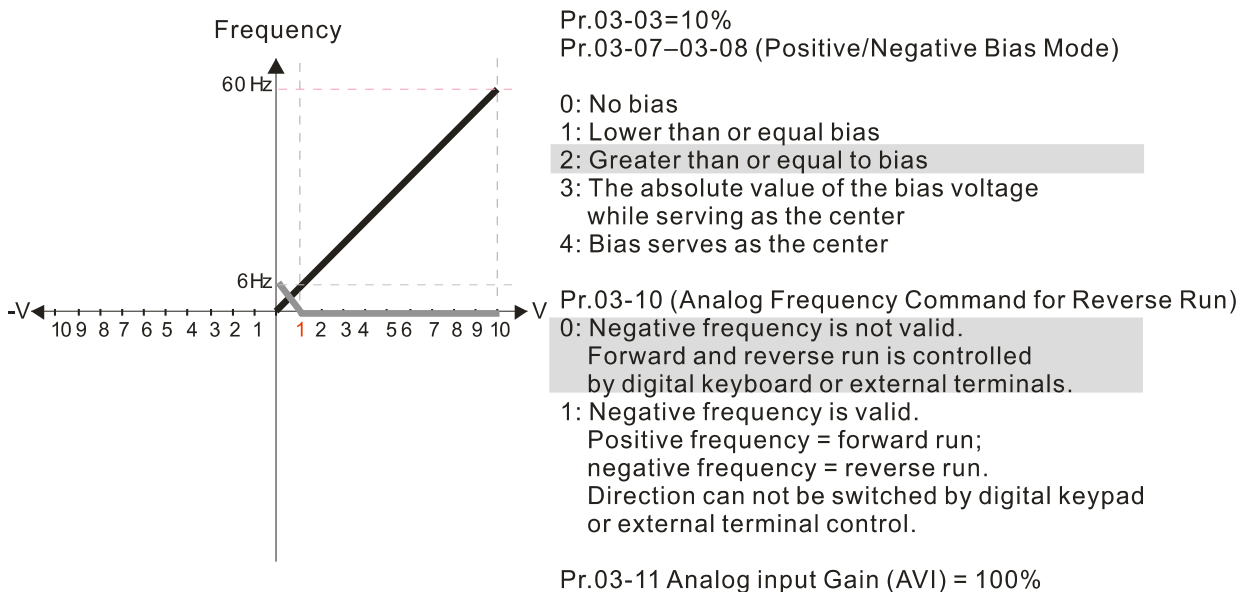 Frequency
60 Hz
6Hz
-V
10 9 8 7 6 5 4 3 2 1
1 2 3 4 5 6 7 8 9 10
V
Pr.03-03=10%
Pr.03-07–03-08 (Positive/Negative Bias Mode)
0: No bias
1: Lower than or equal bias
2: Greater than or equal to bias
3: The absolute value of the bias voltage
while serving as the center
4: Bias serves as the center
Pr.03-10 (Analog Frequency Command for Reverse Run)
0: Negative frequency is not valid.
Forward and reverse run is controlled
by digital keyboard or external terminals.
1: Negative frequency is valid.
Positive frequency = forward run;
negative frequency = reverse run.
Direction can not be switched by digital keypad
or external terminal control.
Pr.03-11 Analog input Gain (AVI) = 100%